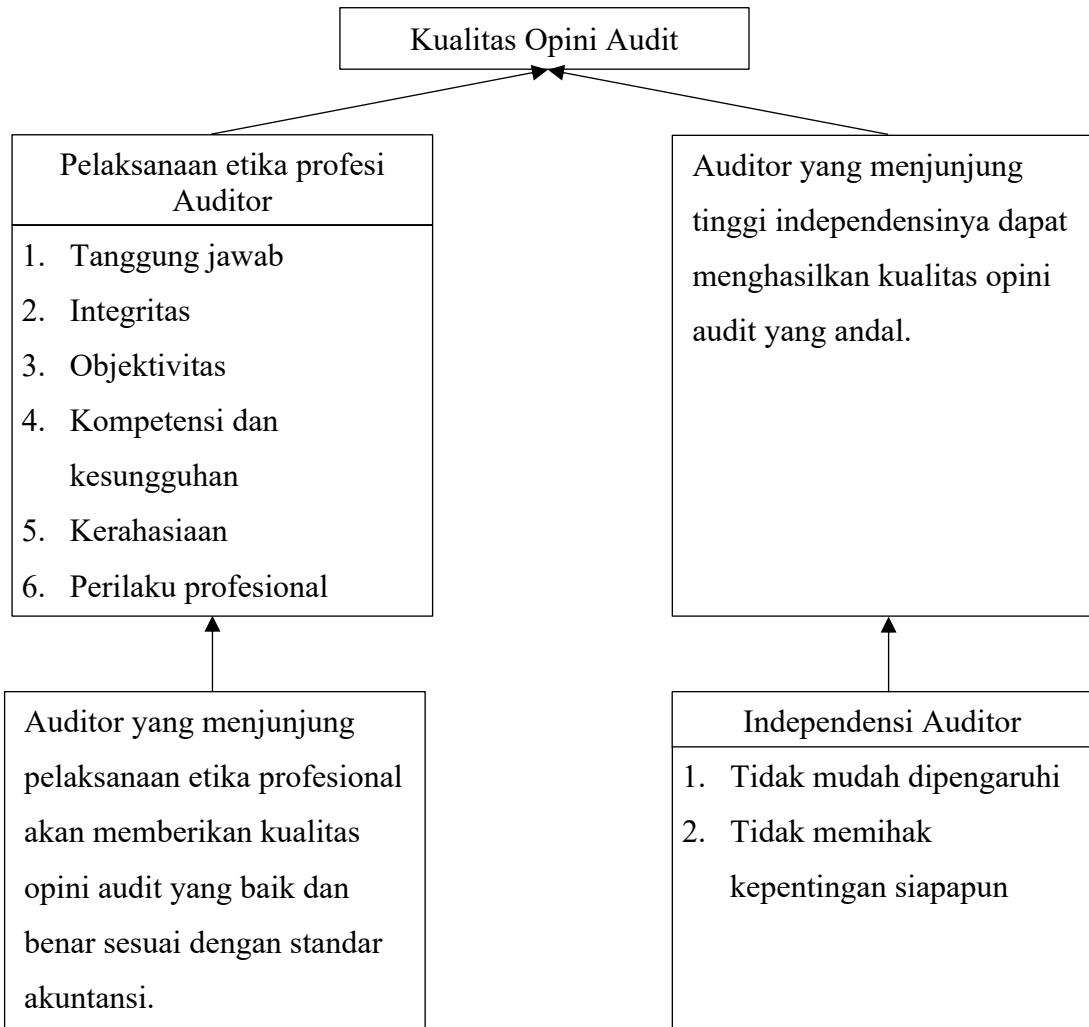 Kualitas Opini Audit
Pelaksanaan etika profesi
Auditor
1. Tanggung jawab
2. Integritas
3. Objektivitas
4. Kompetensi dan
kesungguhan
5. Kerahasiaan
6. Perilaku profesional
Auditor yang menjunjung
tinggi independensinya dapat
menghasilkan kualitas opini
audit yang andal.
Auditor yang menjunjung
pelaksanaan etika profesional
akan memberikan kualitas
opini audit yang baik dan
benar sesuai dengan standar
akuntansi.
Independensi Auditor
1. Tidak mudah dipengaruhi
2. Tidak memihak
kepentingan siapapun